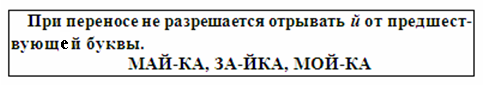 При переносе не разрешается отрывать й от предшест-
вующей буквы.
МАЙ-КА, ЗА-ЙКА, МОЙ-КА